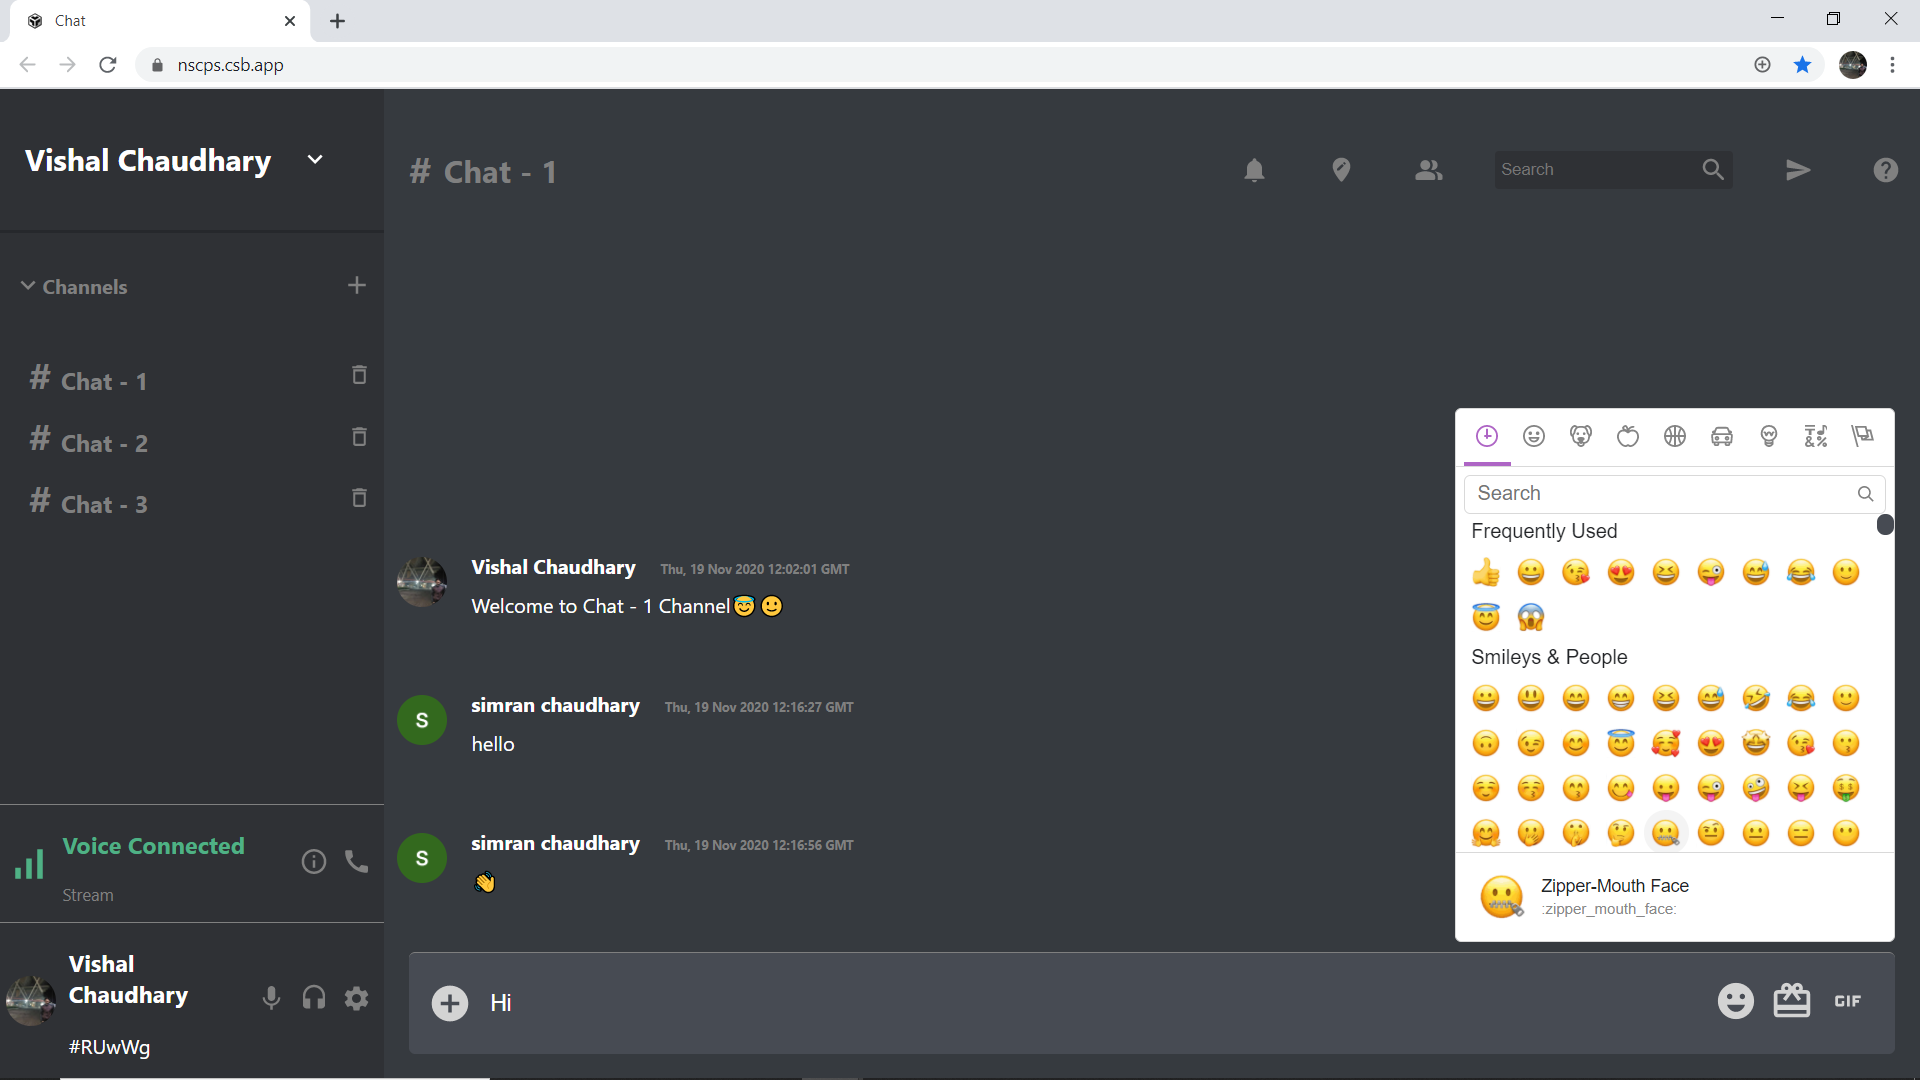 Chat
nscps.csb.app
Vishal Chaudhary
# Chat - 1
Search
Channels
# Chat - 1
# Chat - 2
# Chat - 3
Vishal Chaudhary Thu, 19 Nov 2020 12:02:01 GMT
Welcome to Chat - 1 Channel😇🙂
S
simran chaudhary Thu, 19 Nov 2020 12:16:27 GMT
hello
S
simran chaudhary Thu, 19 Nov 2020 12:16:56 GMT
👋
Search
Frequently Used
Smileys & People
Zipper-Mouth Face
:zipper_mouth_face:
Voice Connected
Stream
Vishal
Chaudhary
#RUwWg
Hi
GIF